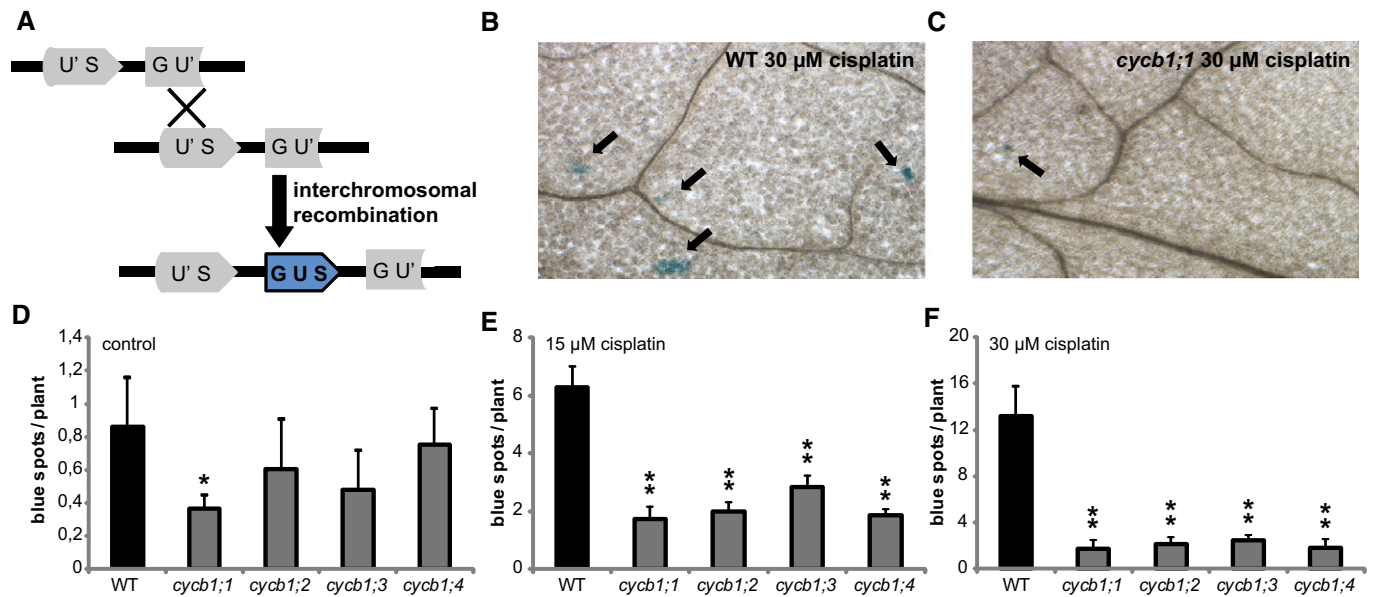 A
U' S
G U'
U' S
G U'
interchromosomal
recombination
U' S
G U S
G U'
B
WT 30 µM cisplatin
C
cycb1;1 30 µM cisplatin
D
control
blue spots / plant
1,4
1,2
1
0,8
0,6
0,4
0,2
0
*
WT
cycb1;1
cycb1;2
cycb1;3
cycb1;4
E
15 µM cisplatin
blue spots / plant
8
6
4
2
0
**
**
**
**
WT
cycb1;1
cycb1;2
cycb1;3
cycb1;4
F
30 µM cisplatin
blue spots / plant
20
16
12
8
4
0
**
**
**
**
WT
cycb1;1
cycb1;2
cycb1;3
cycb1;4